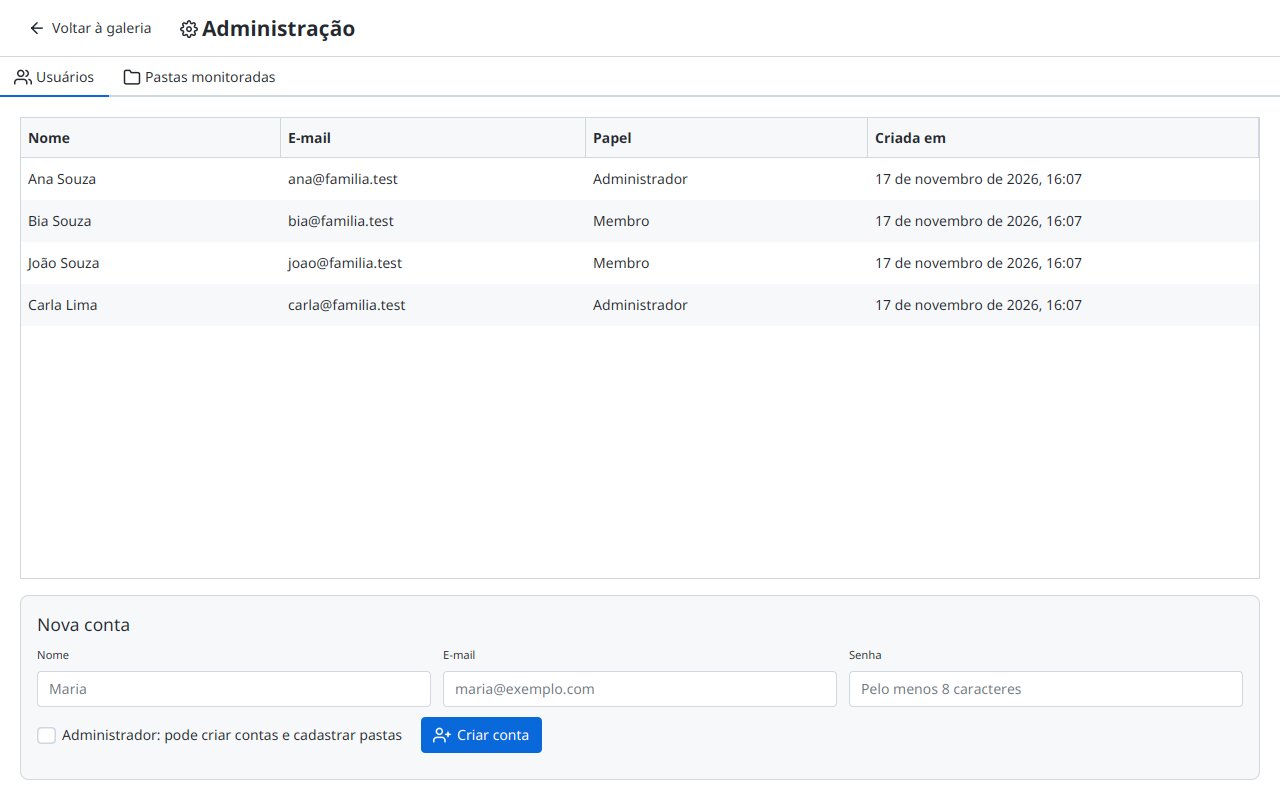 Voltar à galeria Administração
Usuários Pastas monitoradas
Nome E-mail Papel Criada em
Ana Souza ana@familia.test Administrador 17 de novembro de 2026, 16:07
Bia Souza bia@familia.test Membro 17 de novembro de 2026, 16:07
João Souza joao@familia.test Membro 17 de novembro de 2026, 16:07
Carla Lima carla@familia.test Administrador 17 de novembro de 2026, 16:07
Nova conta
Nome E-mail Senha
Maria maria@exemplo.com Pelo menos 8 caracteres
Administrador: pode criar contas e cadastrar pastas Criar conta